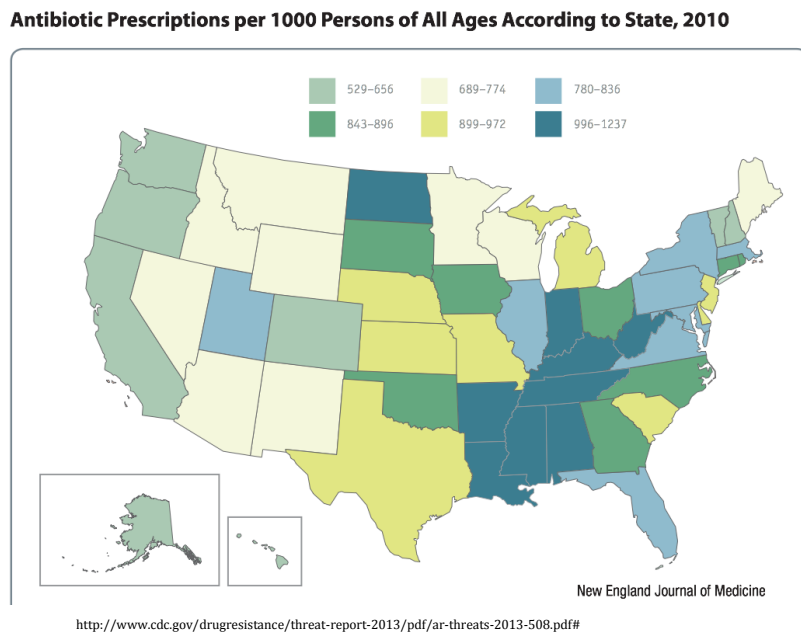 Antibiotic Prescriptions per 1000 Persons of All Ages According to State, 2010
529–656 689–774 780–836
843–896 899–972 996–1237
New England Journal of Medicine
http://www.cdc.gov/drugresistance/threat-report-2013/pdf/ar-threats-2013-508.pdf#